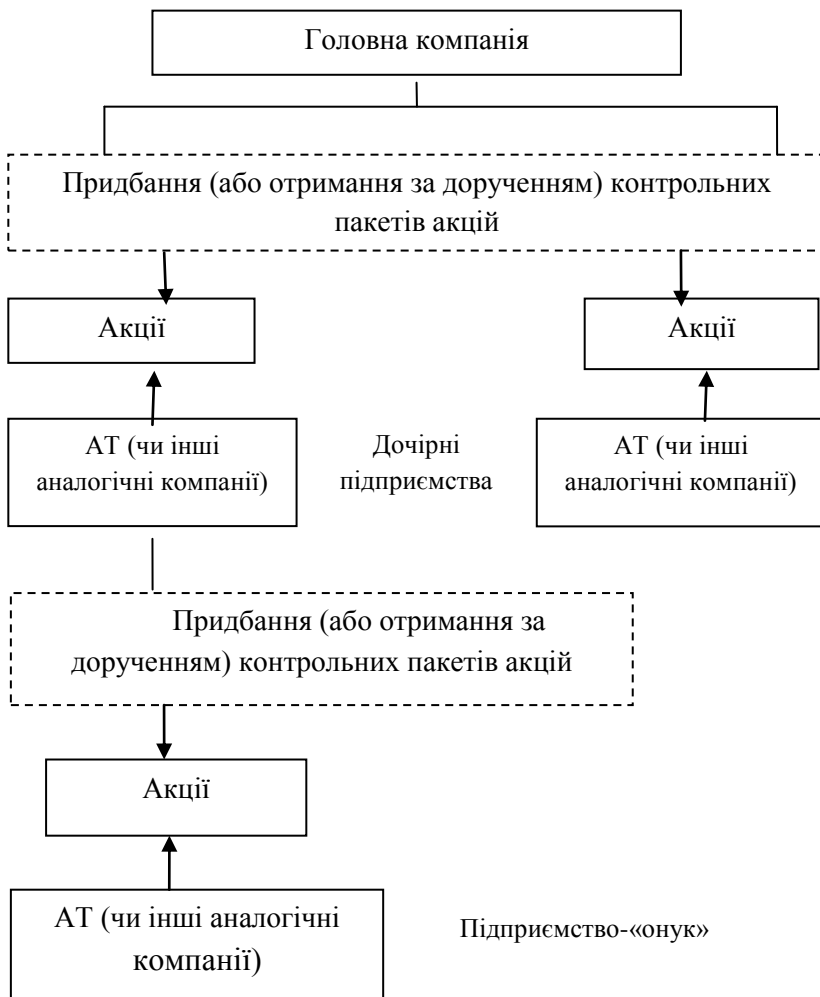 Головна компанія
Придбання (або отримання за дорученням) контрольних
пакетів акцій
Акції
Акції
АТ (чи інші
аналогічні компанії)
Дочірні
підприємства
АТ (чи інші
аналогічні компанії)
Придбання (або отримання за
дорученням) контрольних пакетів акцій
Акції
АТ (чи інші аналогічні
компанії)
Підприємство-«онук»